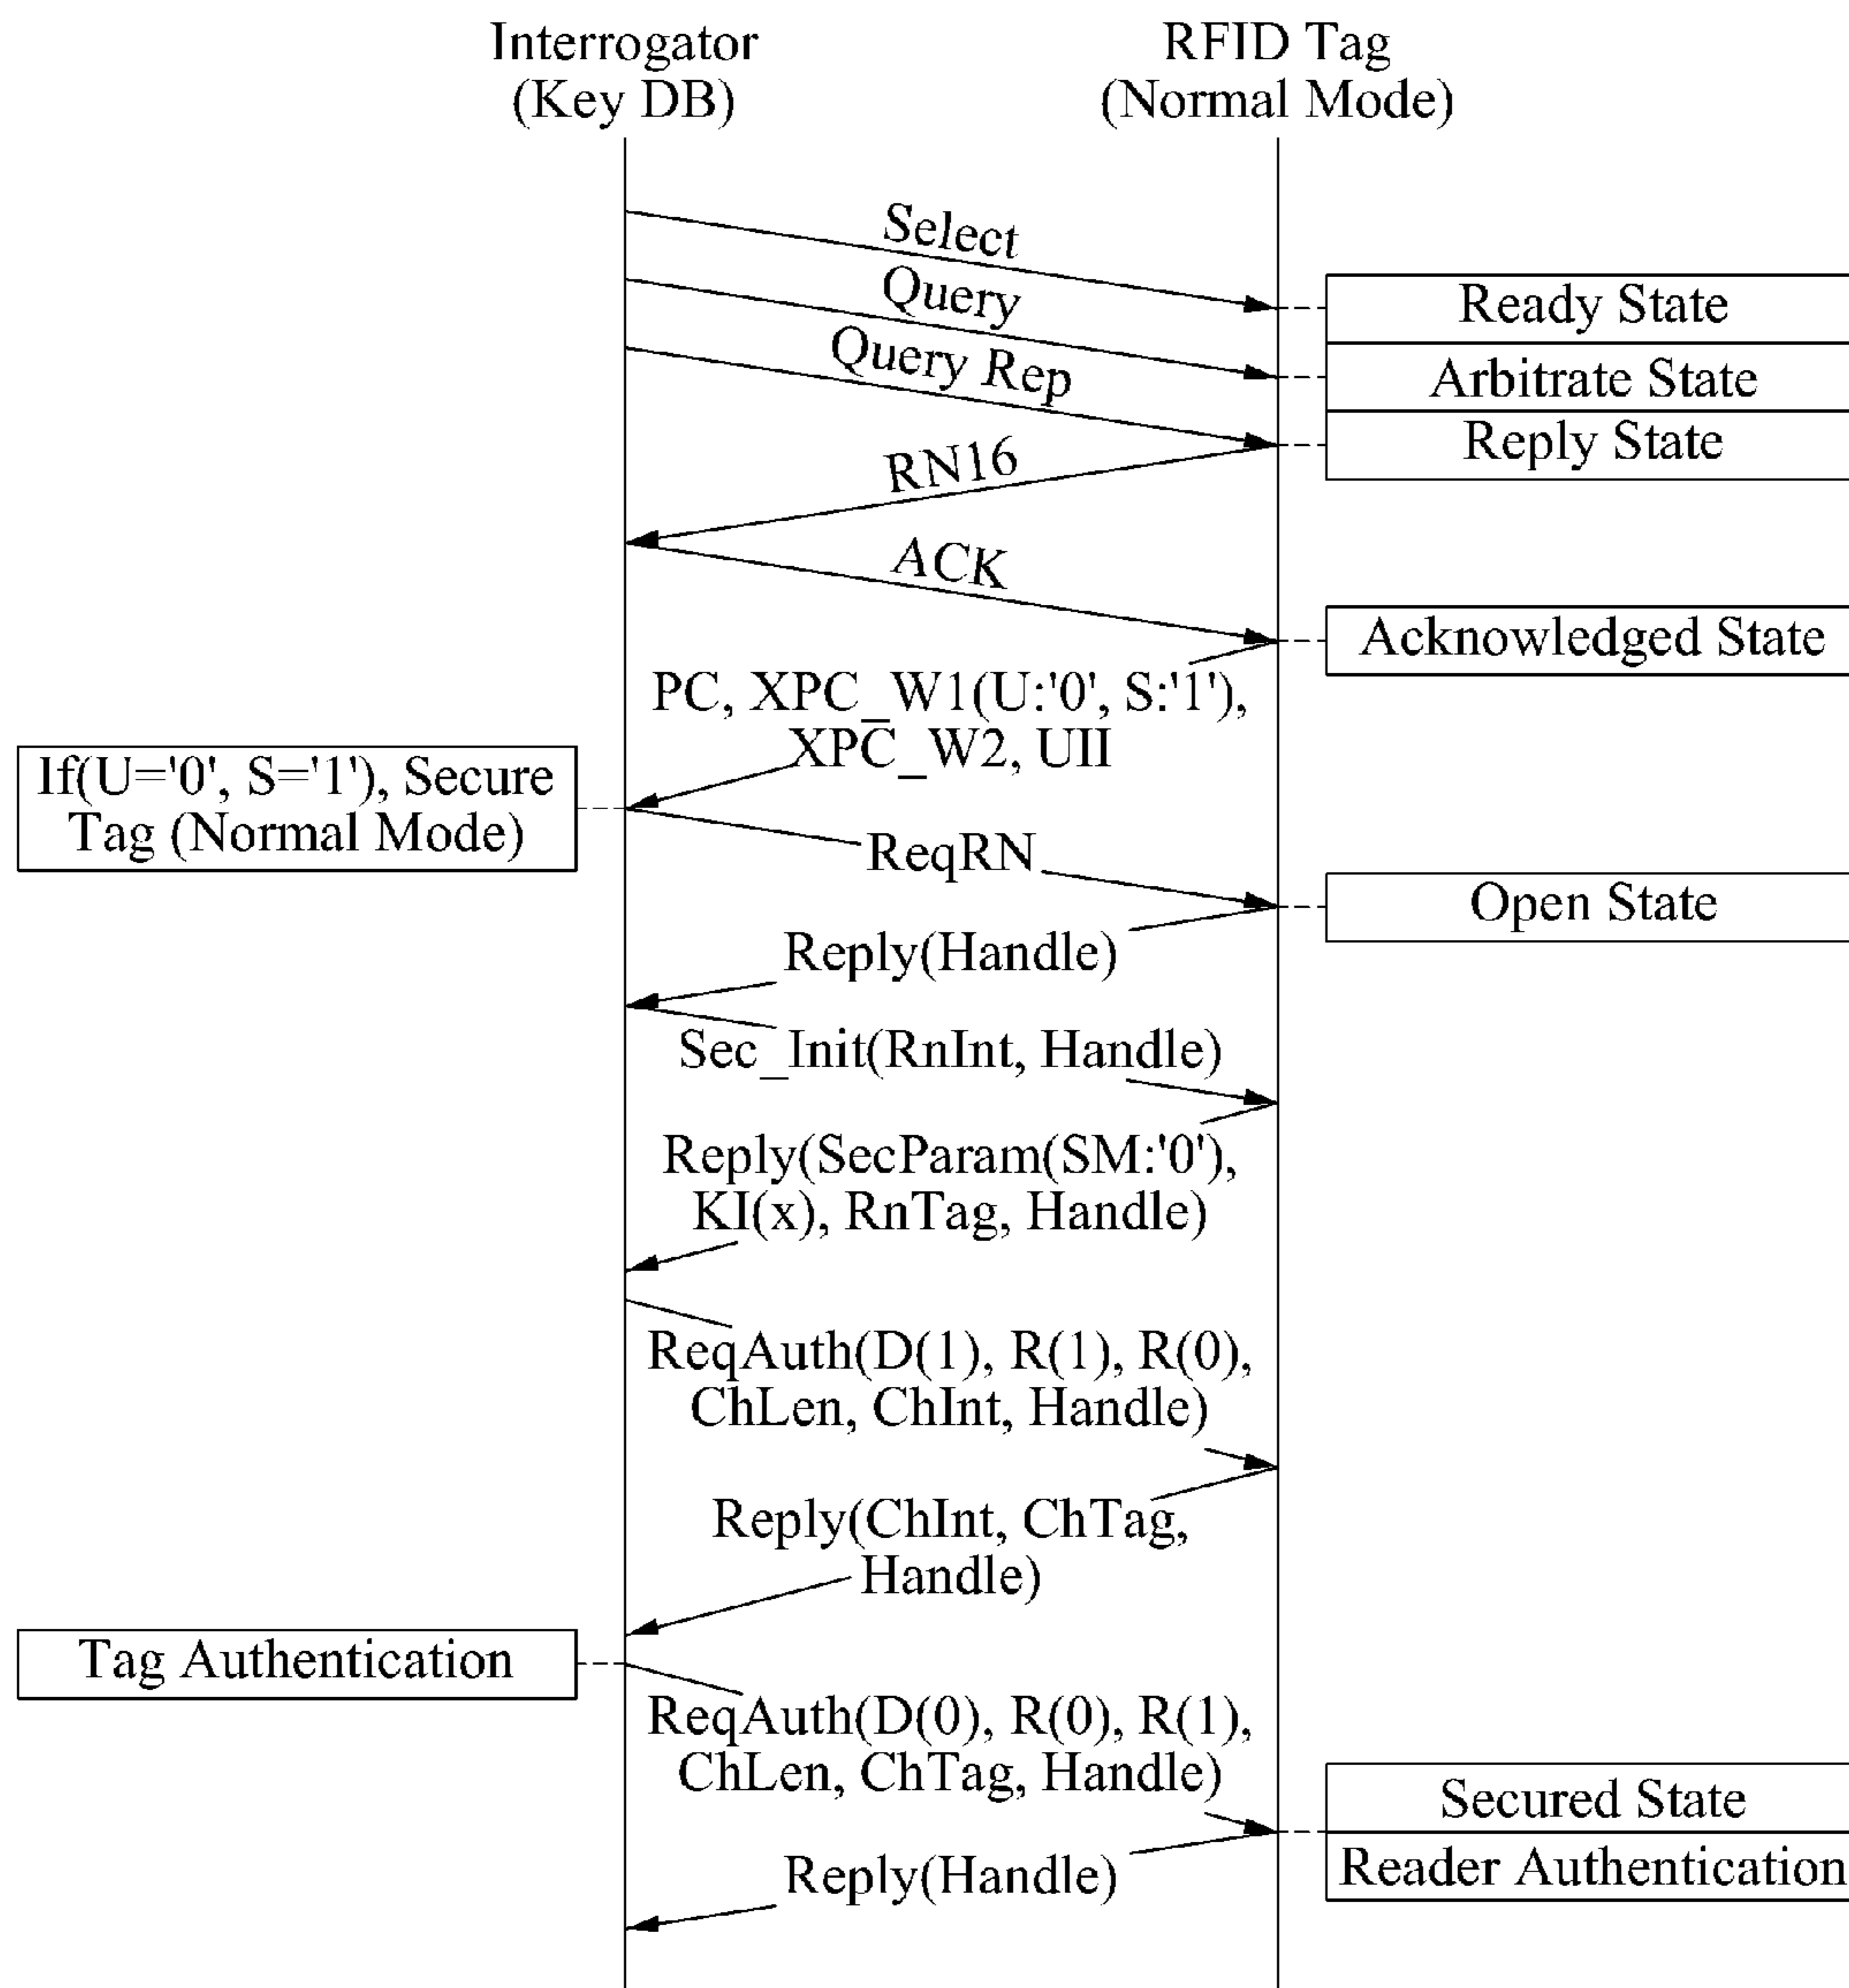 Interrogator
(Key DB)
RFID Tag
(Normal Mode)
Select
Query
Query Rep
RN16
ACK
Ready State
Arbitrate State
Reply State
Acknowledged State
PC, XPC_W1(U:'0', S:'1'),
XPC_W2, UII
If(U='0', S='1'), Secure
Tag (Normal Mode)
ReqRN
Open State
Reply(Handle)
Sec_Init(RnInt, Handle)
Reply(SecParam(SM:'0'),
KI(x), RnTag, Handle)
ReqAuth(D(1), R(1), R(0),
ChLen, ChInt, Handle)
Reply(ChInt, ChTag,
Handle)
Tag Authentication
ReqAuth(D(0), R(0), R(1),
ChLen, ChTag, Handle)
Secured State
Reader Authentication
Reply(Handle)